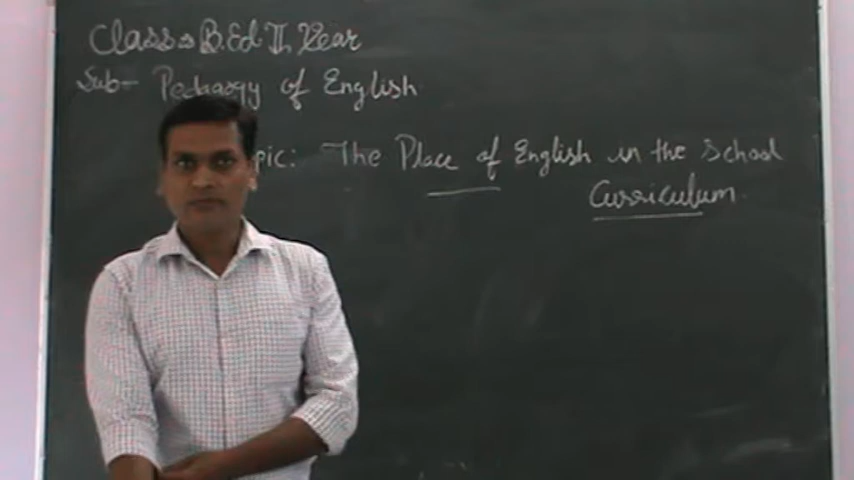 Class → B.Ed II Year
Sub- Pedagogy of English
pic: The Place of English in the School
Curriculum.